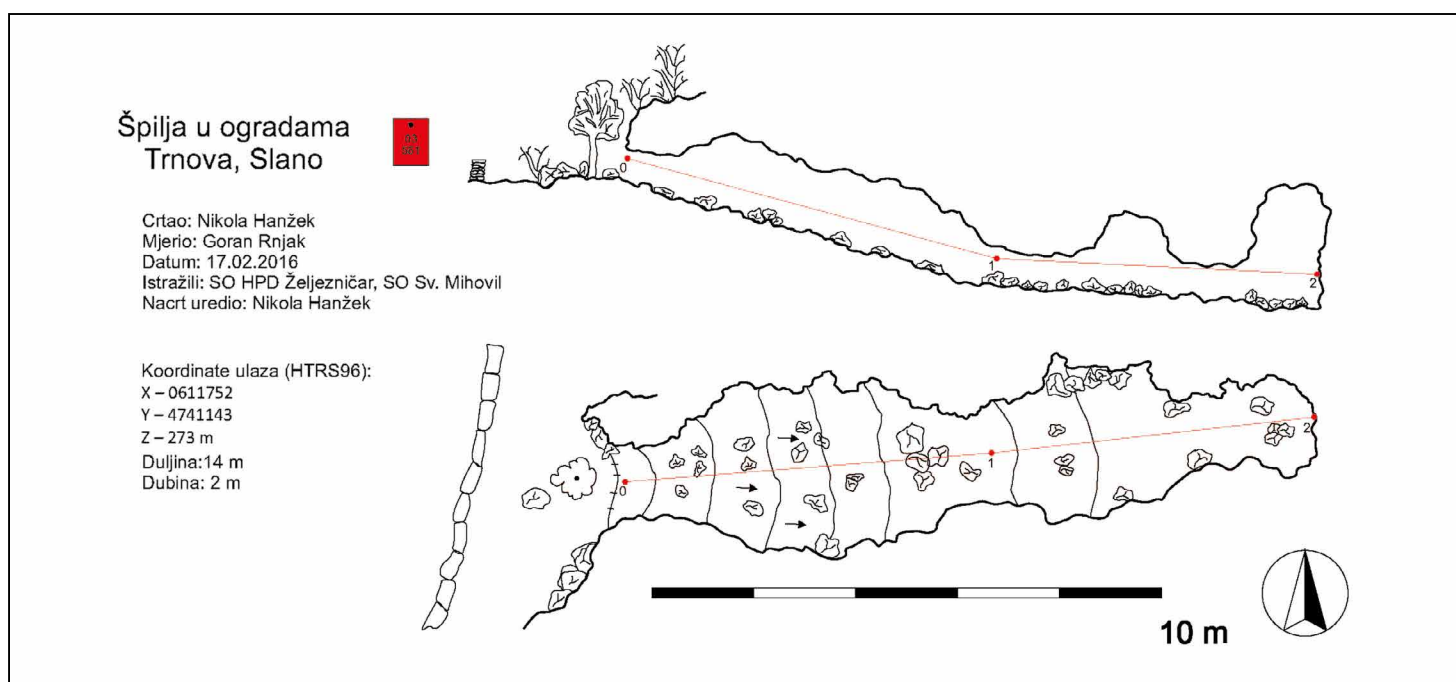 Špilja u ogradama
Trnova, Slano
03
061
Crtao: Nikola Hanžek
Mjerio: Goran Rnjak
Datum: 17.02.2016
Istražili: SO HPD Željezničar, SO Sv. Mihovil
Nacrt uredio: Nikola Hanžek
Koordinate ulaza (HTRS96):
X – 0611752
Y – 4741143
Z – 273 m
Duljina:14 m
Dubina: 2 m
0
1
2
0
1
2
10 m